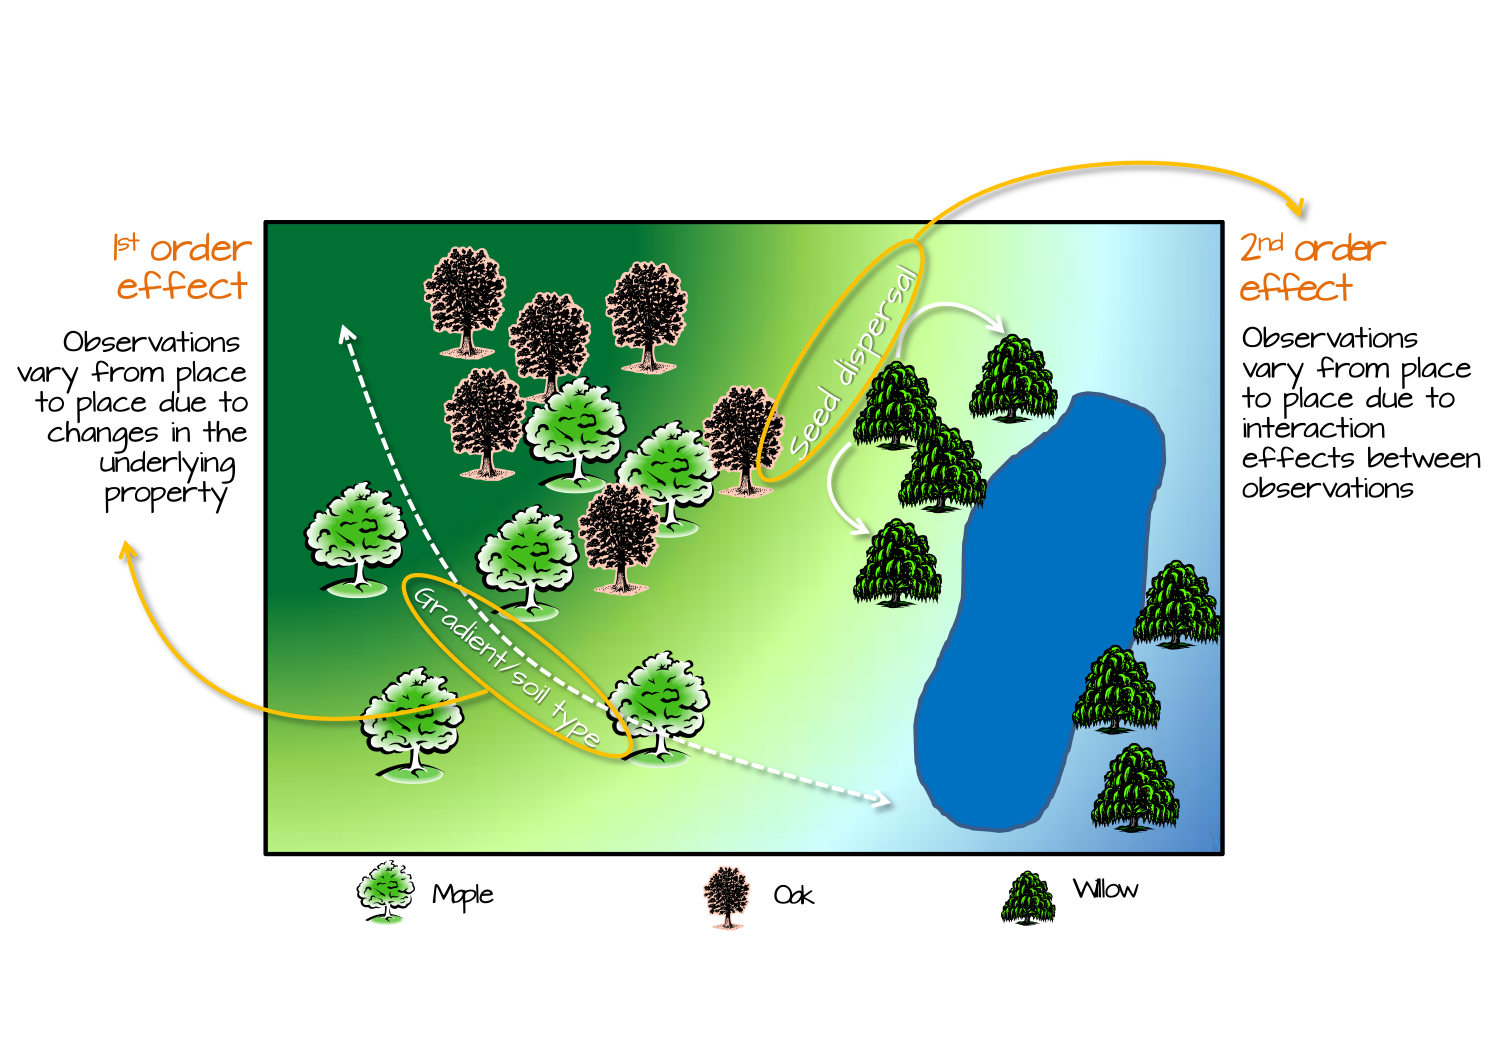 1st order
effect
Observations
vary from place
to place due to
changes in the
underlying
property
Gradient/soil type
Seed dispersal
2nd order
effect
Observations
vary from place
to place due to
interaction
effects between
observations
Maple
Oak
Willow